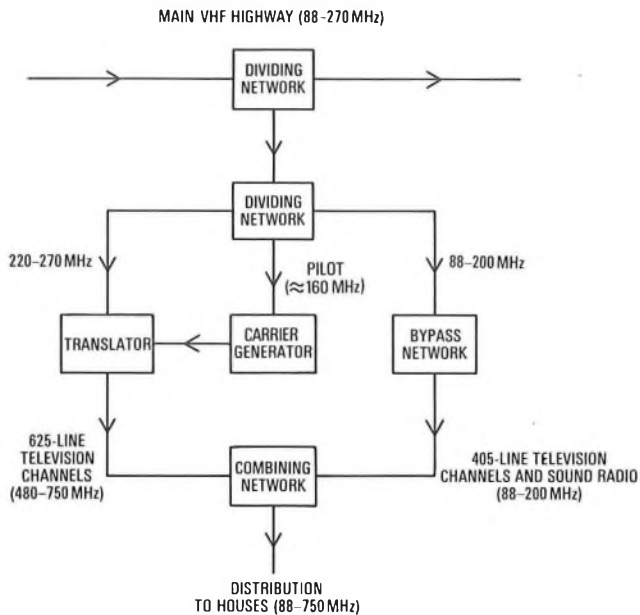 MAIN VHF HIGHWAY (88-270 MHz)
DIVIDING
NETWORK
DIVIDING
NETWORK
220–270 MHz
PILOT
(≈160 MHz)
88–200 MHz
TRANSLATOR
CARRIER
GENERATOR
BYPASS
NETWORK
625-LINE
TELEVISION
CHANNELS
(480–750 MHz)
COMBINING
NETWORK
405-LINE TELEVISION
CHANNELS AND SOUND RADIO
(88–200 MHz)
DISTRIBUTION
TO HOUSES (88–750 MHz)